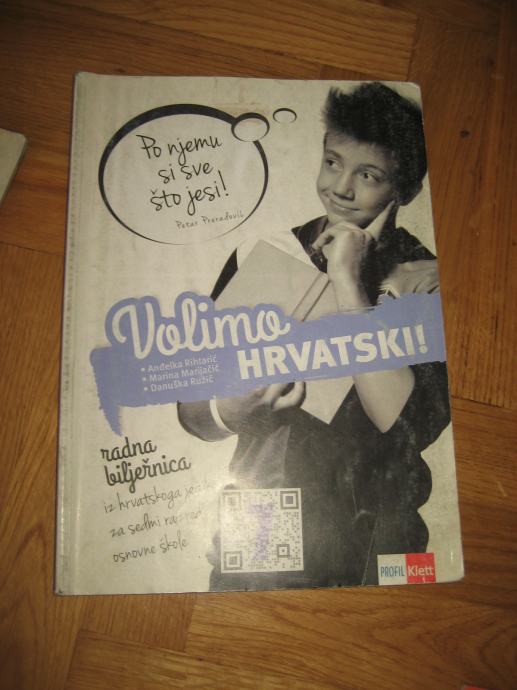 Po njemu
si sve
što jesi!
Petar Preradović
Volimo
HRVATSKI!
• Anđelka Rihtarić
• Marina Marijačić
• Danuška Ružić
radna
bilježnica
iz hrvatskoga
za sedmi razred
osnovne škole
PROFIL Klett